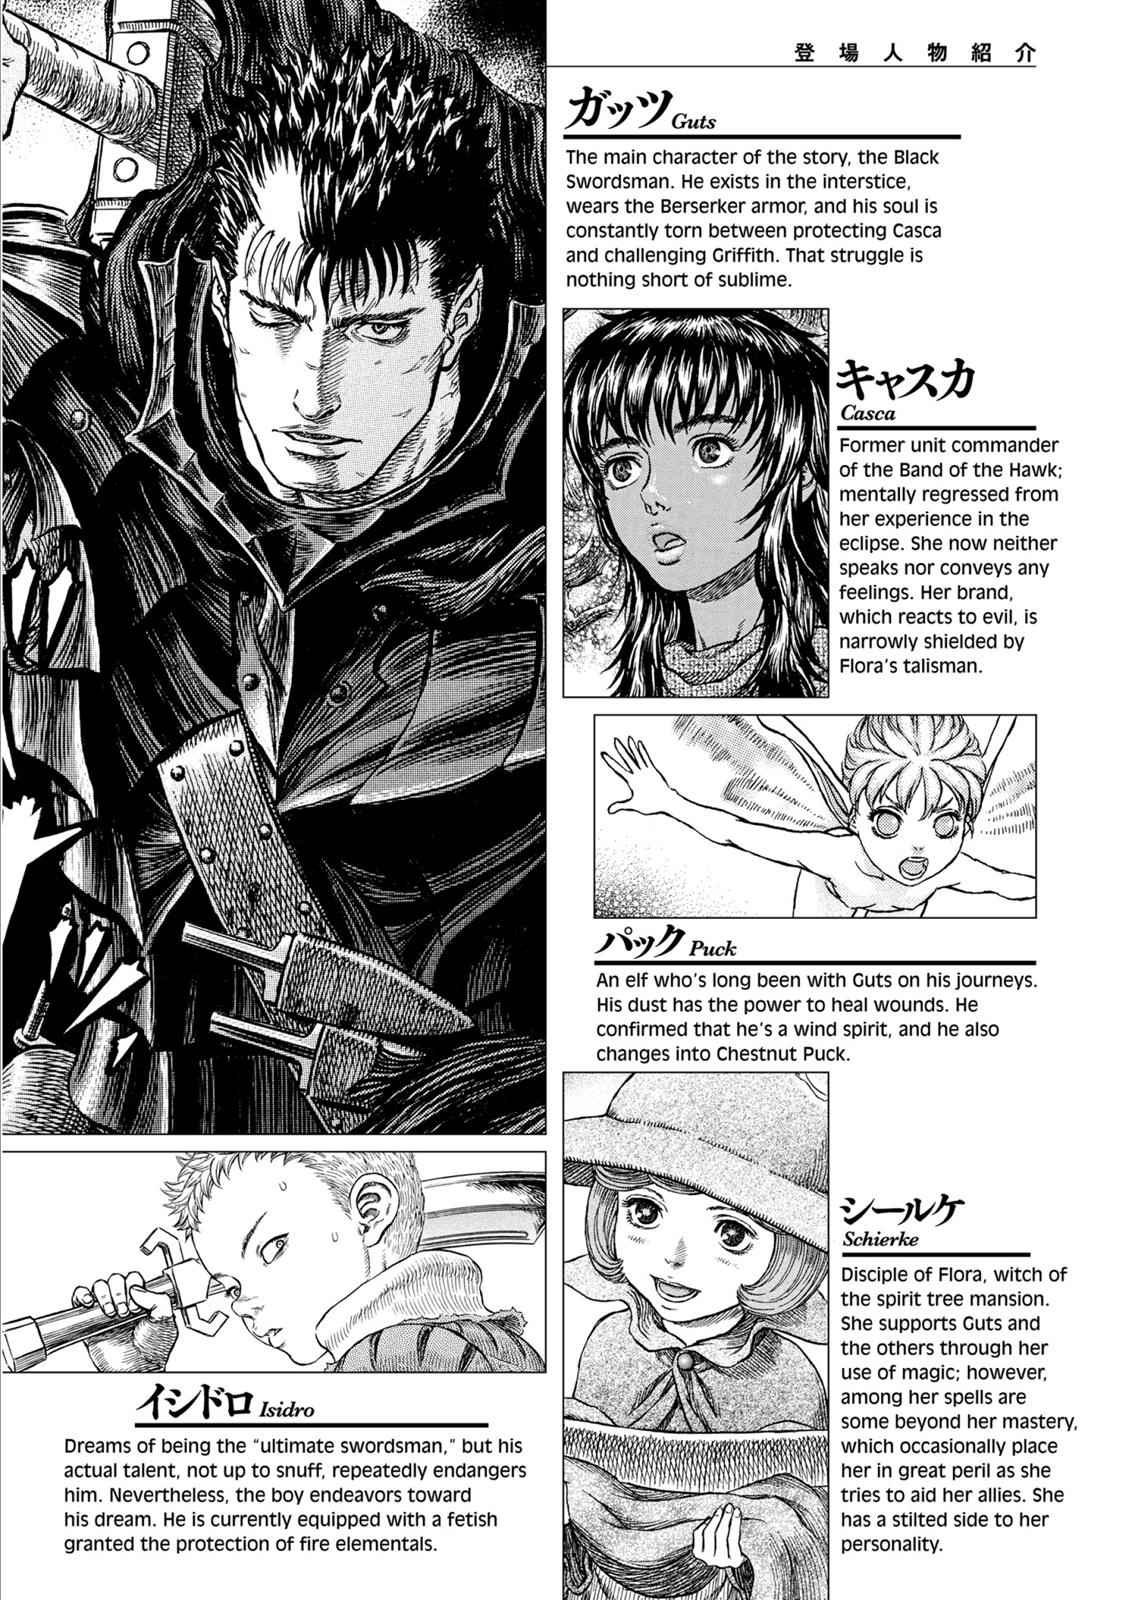 登場人物紹介
ガッツ Guts
The main character of the story, the Black
Swordsman. He exists in the interstice,
wears the Berserker armor, and his soul is
constantly torn between protecting Casca
and challenging Griffith. That struggle is
nothing short of sublime.
キャスカ
Casca
Former unit commander
of the Band of the Hawk;
mentally regressed from
her experience in the
eclipse. She now neither
speaks nor conveys any
feelings. Her brand,
which reacts to evil, is
narrowly shielded by
Flora's talisman.
パック Puck
An elf who's long been with Guts on his journeys.
His dust has the power to heal wounds. He
confirmed that he's a wind spirit, and he also
changes into Chestnut Puck.
イシドロ Isidro
Dreams of being the "ultimate swordsman," but his
actual talent, not up to snuff, repeatedly endangers
him. Nevertheless, the boy endeavors toward
his dream. He is currently equipped with a fetish
granted the protection of fire elementals.
シールケ
Schierke
Disciple of Flora, witch of
the spirit tree mansion.
She supports Guts and
the others through her
use of magic; however,
among her spells are
some beyond her mastery,
which occasionally place
her in great peril as she
tries to aid her allies. She
has a stilted side to her
personality.